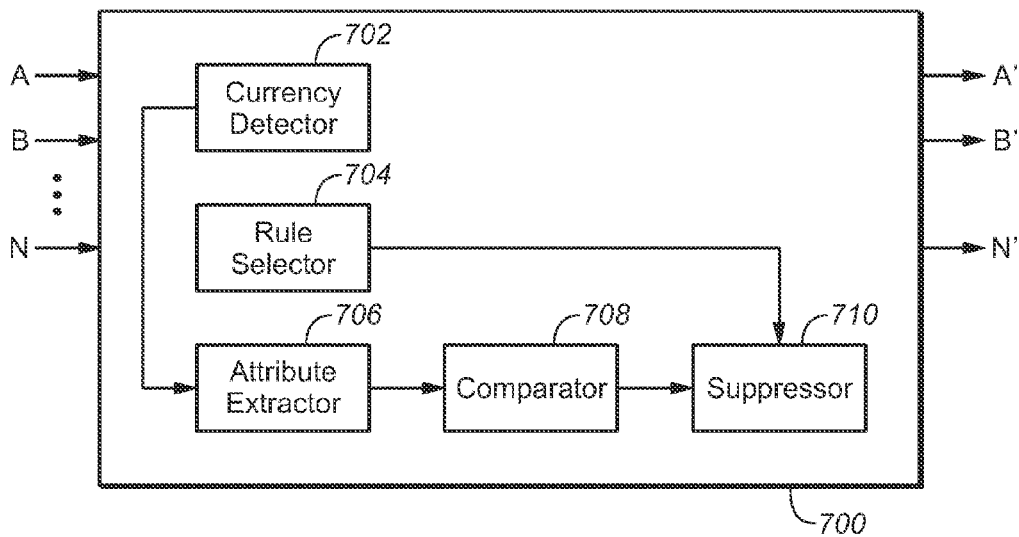 702
A
Currency
Detector
A'
B
B'
704
N
Rule
Selector
N'
706
708
710
Attribute
Extractor
Comparator
Suppressor
700